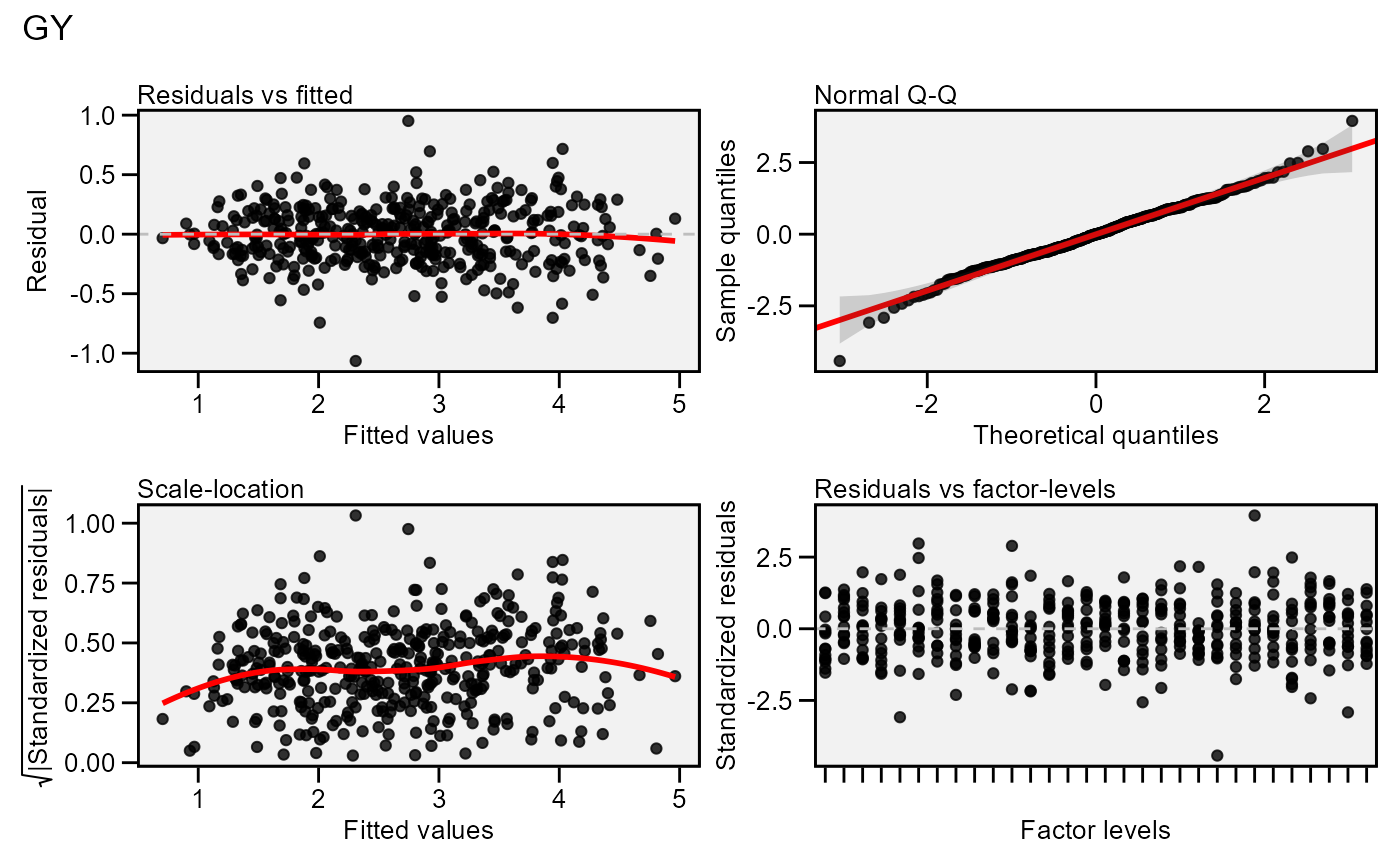 GY
Residuals vs fitted
Residual
1.0
0.5
0.0
-0.5
-1.0
1
2
3
4
5
Fitted values
Normal Q-Q
Sample quantiles
2.5
0.0
-2.5
-2
0
2
Theoretical quantiles
Scale-location
√|Standardized residuals|
1.00
0.75
0.50
0.25
0.00
1
2
3
4
5
Fitted values
Residuals vs factor-levels
Standardized residuals
2.5
0.0
-2.5
Factor levels